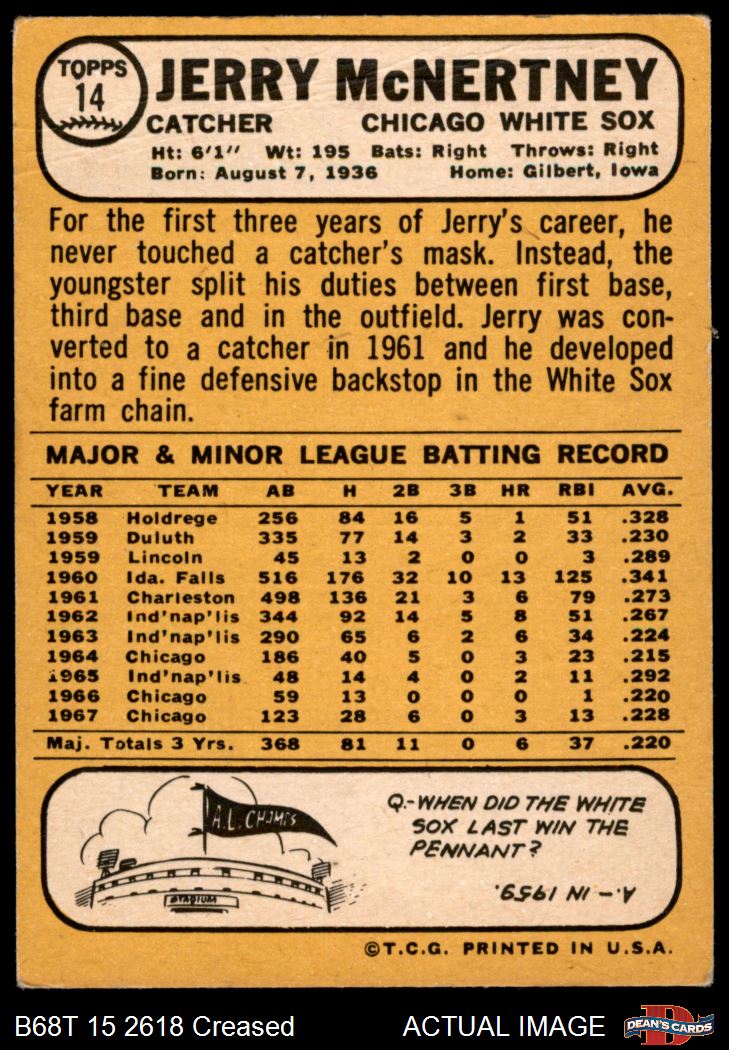 TOPPS
14
JERRY McNERTNEY
CATCHER CHICAGO WHITE SOX
Ht: 6'1" Wt: 195 Bats: Right Throws: Right
Born: August 7, 1936 Home: Gilbert, Iowa
For the first three years of Jerry's career, he
never touched a catcher's mask. Instead, the
youngster split his duties between first base,
third base and in the outfield. Jerry was con-
verted to a catcher in 1961 and he developed
into a fine defensive backstop in the White Sox
farm chain.
MAJOR & MINOR LEAGUE BATTING RECORD
YEAR TEAM AB H 2B 3B HR RBI AVG.
1958 Holdrege 256 84 16 5 1 51 .328
1959 Duluth 335 77 14 3 2 33 .230
1959 Lincoln 45 13 2 0 0 3 .289
1960 Ida. Falls 516 176 32 10 13 125 .341
1961 Charleston 498 136 21 3 6 79 .273
1962 Ind'nap'lis 344 92 14 5 8 51 .267
1963 Ind'nap'lis 290 65 6 2 6 34 .224
1964 Chicago 186 40 5 0 3 23 .215
1965 Ind'nap'lis 48 14 4 0 2 11 .292
1966 Chicago 59 13 0 0 0 1 .220
1967 Chicago 123 28 6 0 3 13 .228
Maj. Totals 3 Yrs. 368 81 11 0 6 37 .220
A.L. CHAMPS
STADIUM
Q.-WHEN DID THE WHITE
SOX LAST WIN THE
PENNANT?
A.- IN 1959.
©T.C.G. PRINTED IN U.S.A.
B68T 15 2618 Creased ACTUAL IMAGE
D
DEAN'S CARDS